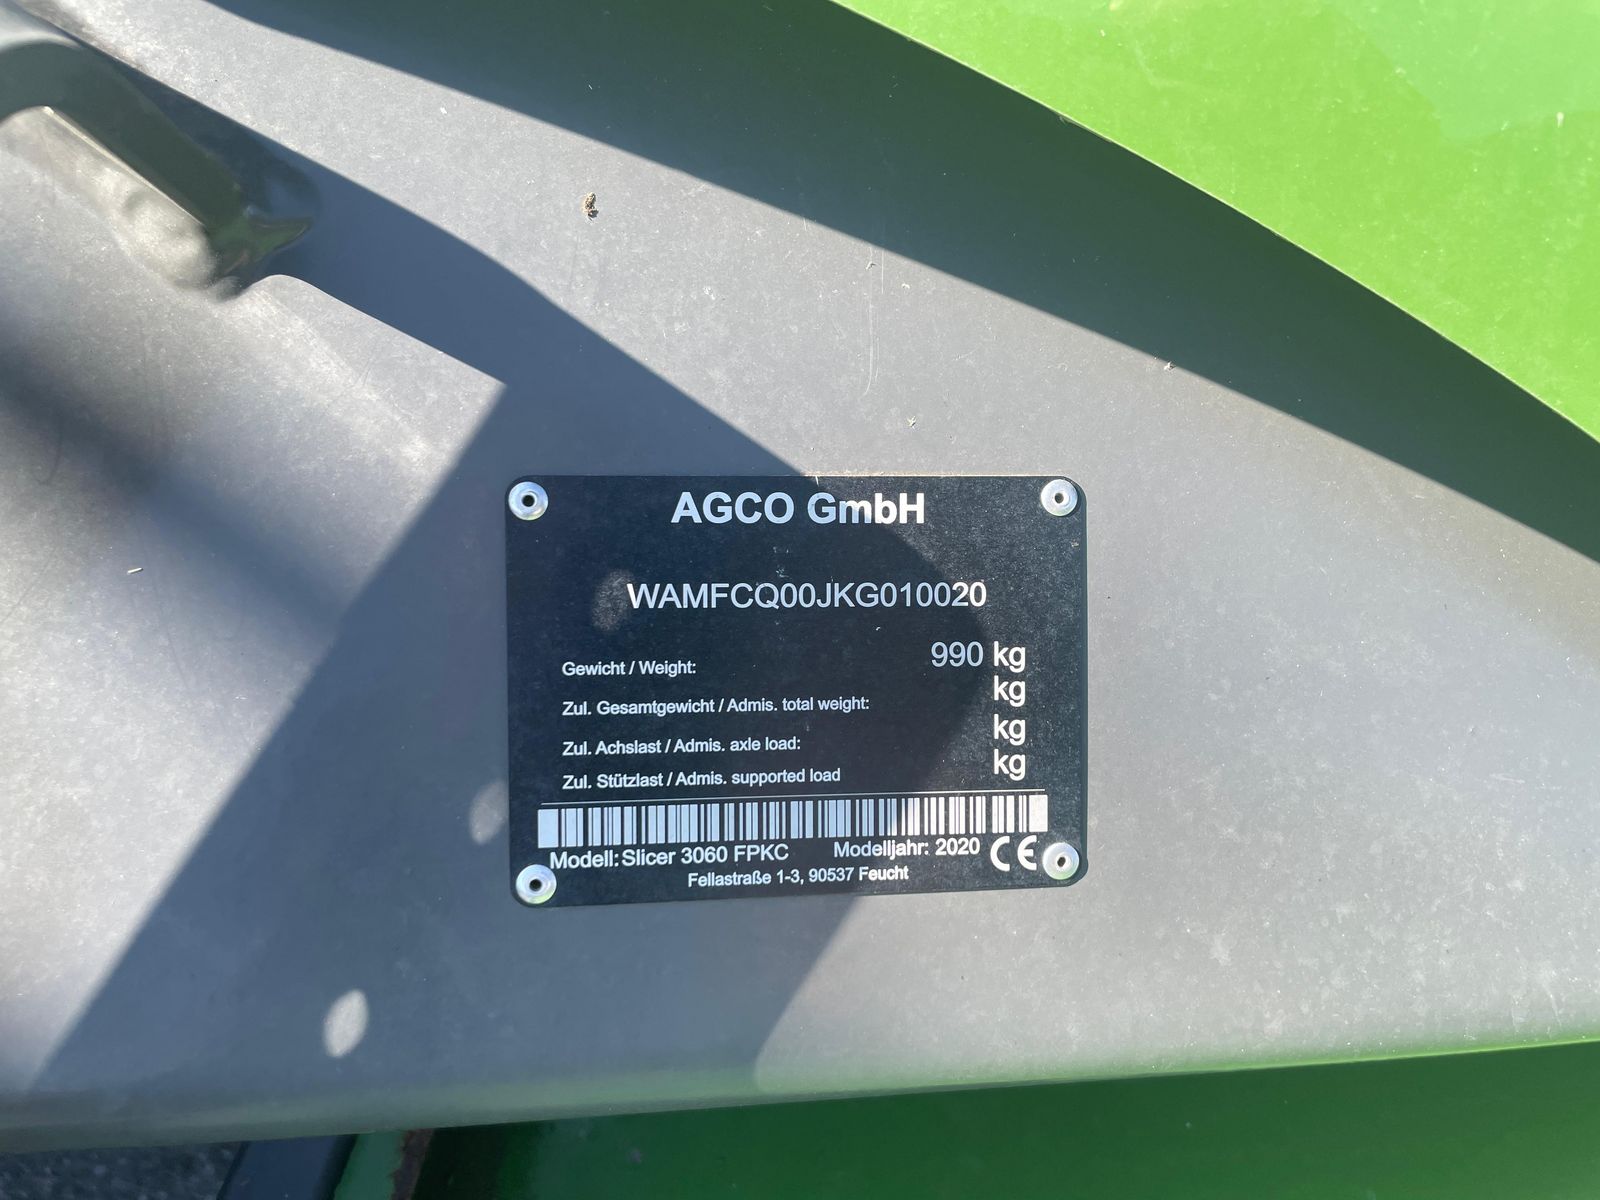 AGCO GmbH
WAMFCQ00JKG010020
Gewicht / Weight: 990 kg
Zul. Gesamtgewicht / Admis. total weight: kg
Zul. Achslast / Admis. axle load: kg
Zul. Stützlast / Admis. supported load kg
Modell: Slicer 3060 FPKC Modelljahr: 2020 CE
Fellastraße 1-3, 90537 Feucht